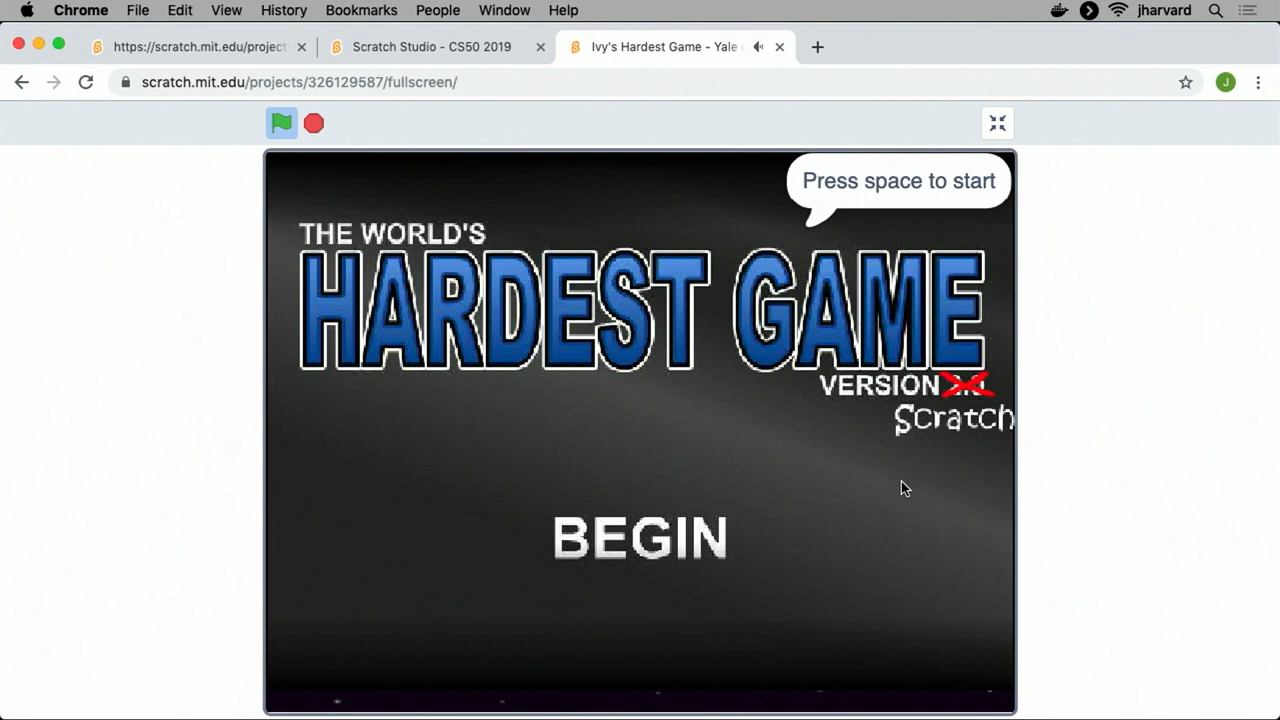 Chrome File Edit View History Bookmarks People Window Help jharvard
https://scratch.mit.edu/project
Scratch Studio - CS50 2019
Ivy's Hardest Game - Yale
scratch.mit.edu/projects/326129587/fullscreen/
J
Press space to start
THE WORLD'S
HARDEST GAME
VERSION
Scratch
BEGIN